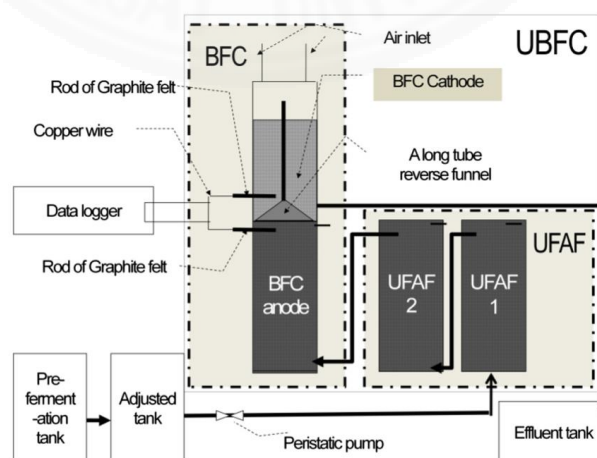 BFC
Air inlet
UBFC
Rod of Graphite felt
BFC Cathode
Copper wire
A long tube
reverse funnel
Data logger
UFAF
Rod of Graphite felt
BFC
anode
UFAF
2
UFAF
1
Pre-
ferment
-ation
tank
Adjusted
tank
Peristatic pump
Effluent tank